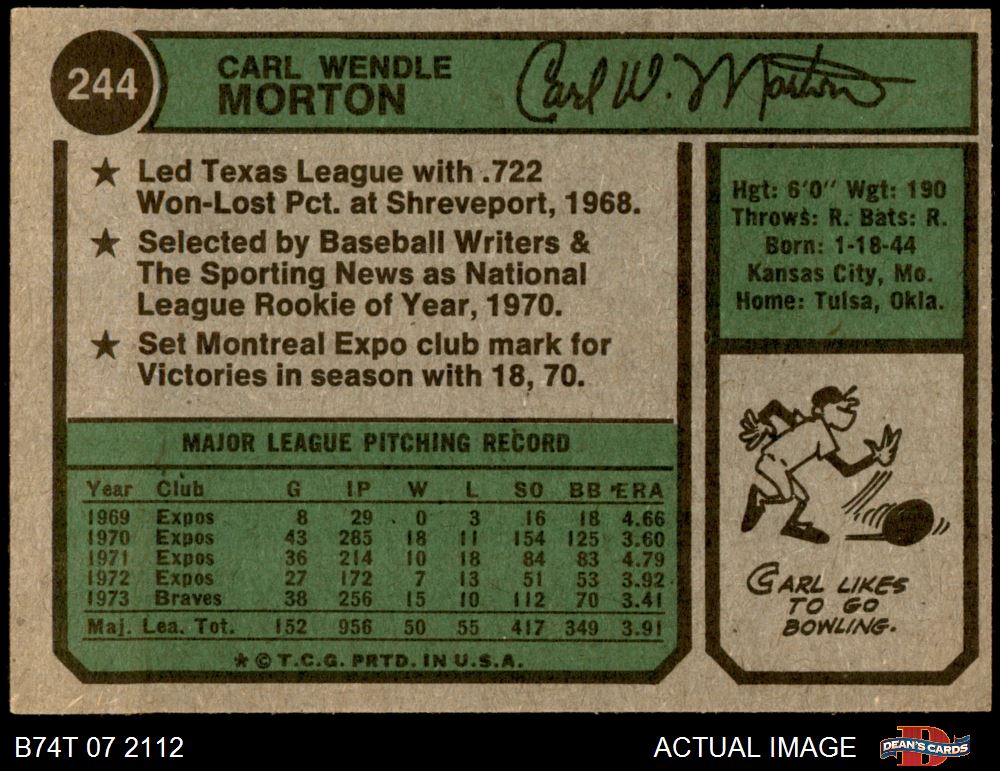 244
CARL WENDLE
MORTON
Carl W. Morton
★ Led Texas League with .722
Won-Lost Pct. at Shreveport, 1968.
★ Selected by Baseball Writers &
The Sporting News as National
League Rookie of Year, 1970.
★ Set Montreal Expo club mark for
Victories in season with 18, 70.
Hgt: 6'0" Wgt: 190
Throws: R. Bats: R.
Born: 1-18-44
Kansas City, Mo.
Home: Tulsa, Okla.
MAJOR LEAGUE PITCHING RECORD
Year Club G IP W L SO BB ERA
1969 Expos 8 29 0 3 16 18 4.66
1970 Expos 43 285 18 11 154 125 3.60
1971 Expos 36 214 10 18 84 83 4.79
1972 Expos 27 172 7 13 51 53 3.92
1973 Braves 38 256 15 10 112 70 3.41
Maj. Lea. Tot. 152 956 50 55 417 349 3.91
★ © T.C.G. PRTD. IN U.S.A.
CARL LIKES
TO GO
BOWLING.
B74T 07 2112
ACTUAL IMAGE
DEAN'S CARDS